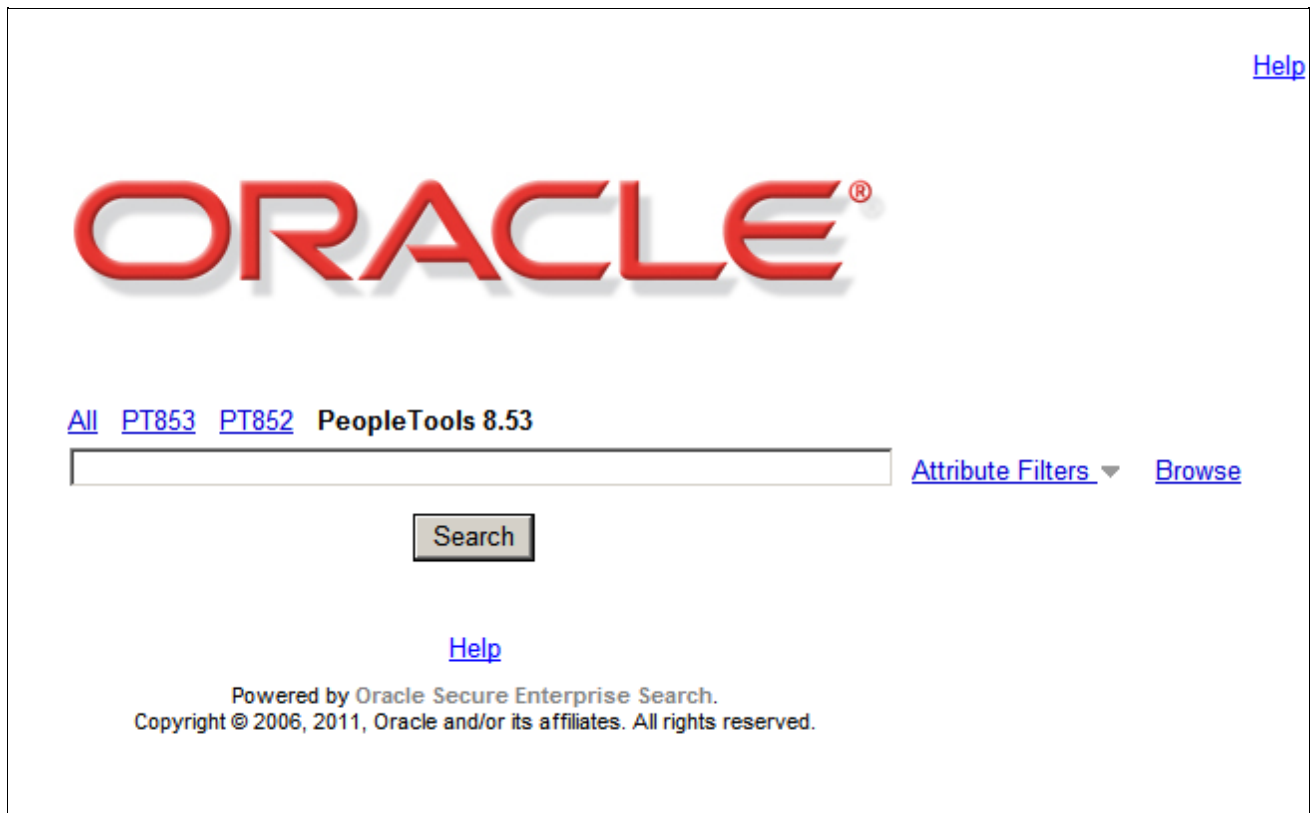 Help
ORACLE®
All PT853 PT852 PeopleTools 8.53
Attribute Filters Browse
Search
Help
Powered by Oracle Secure Enterprise Search.
Copyright © 2006, 2011, Oracle and/or its affiliates. All rights reserved.